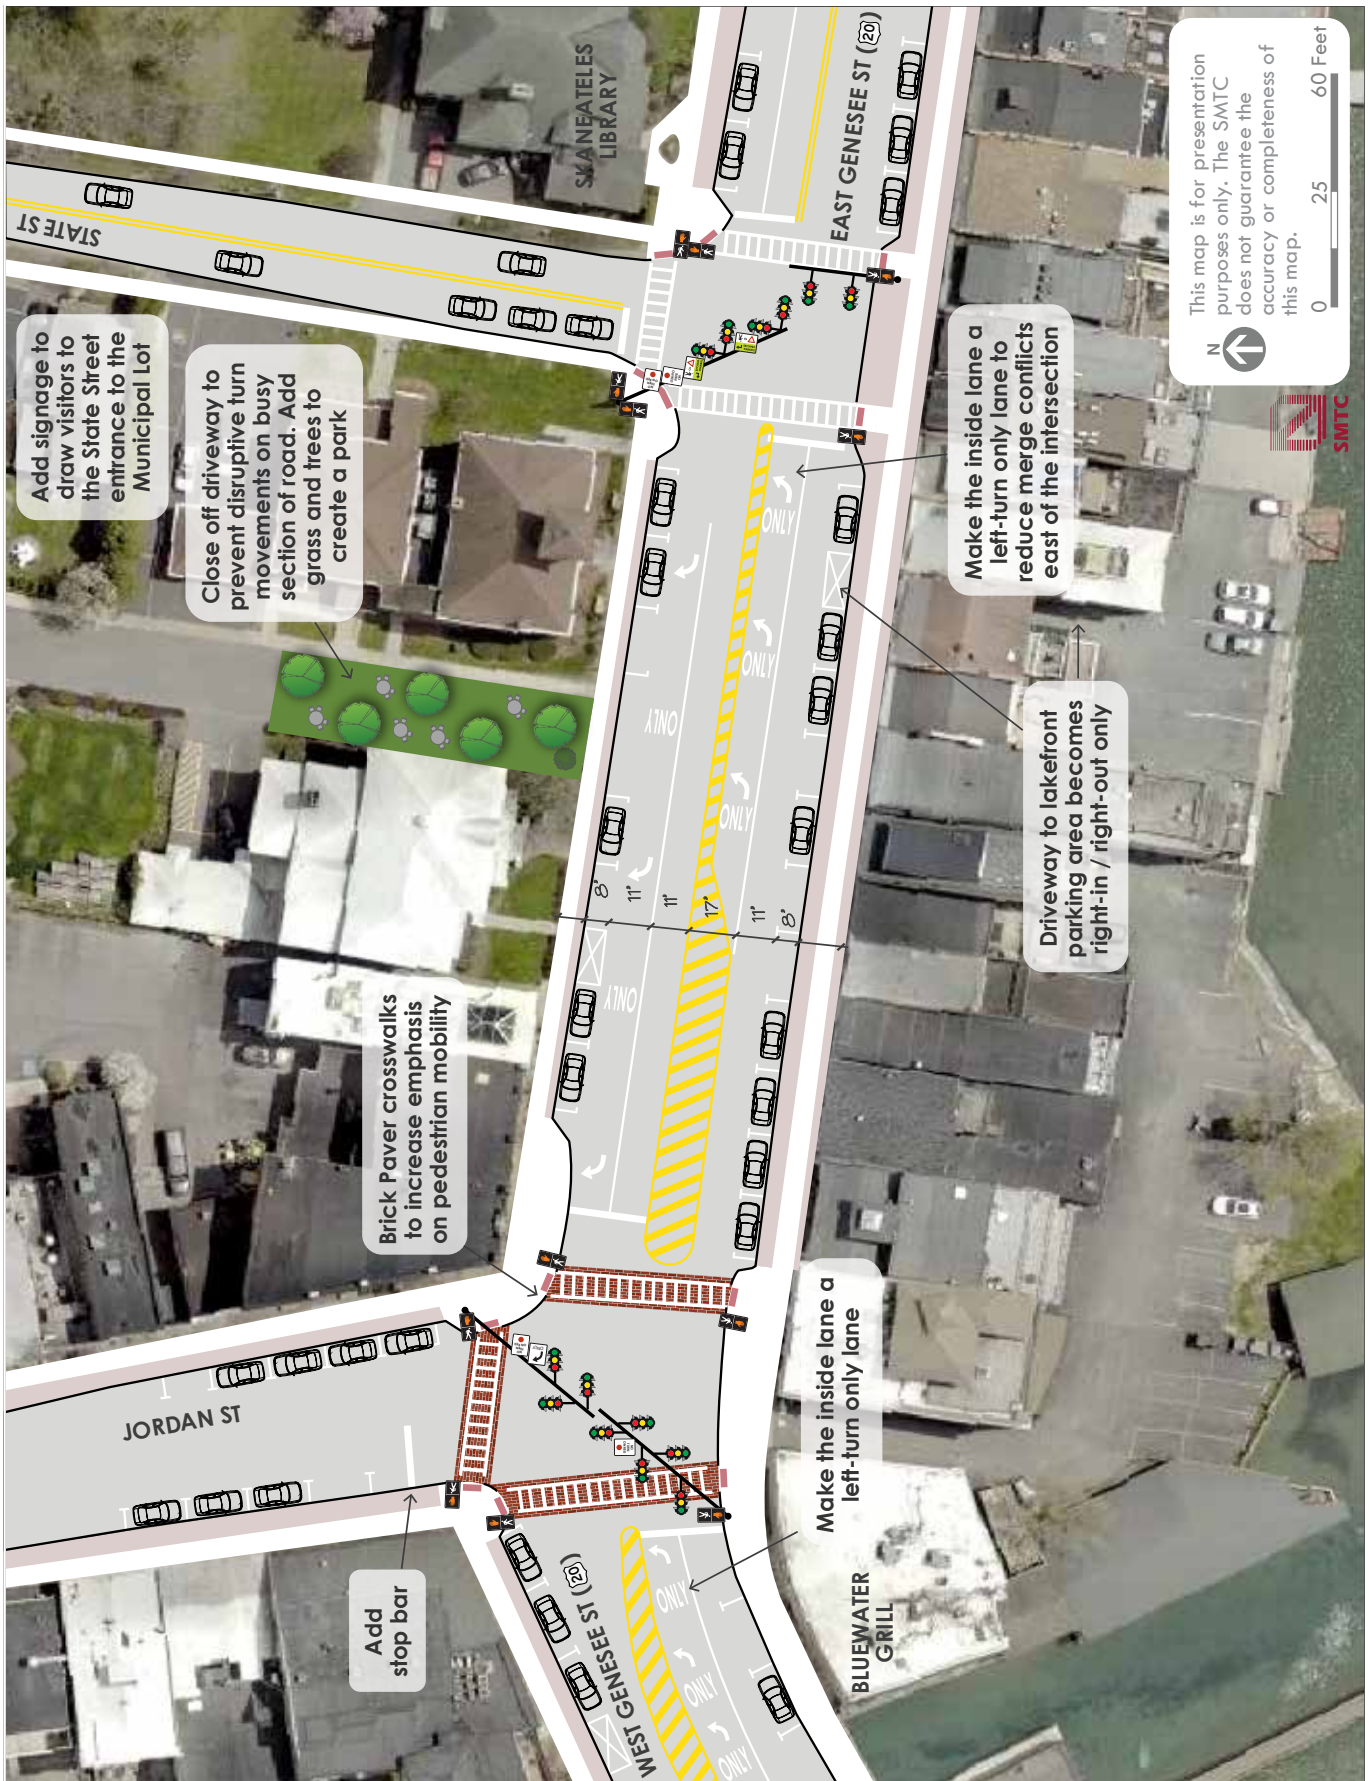 STATE ST
SKANEATELES
LIBRARY
EAST GENESEE ST (20)
Add signage to
draw visitors to
the State Street
entrance to the
Municipal Lot
Close off driveway to
prevent disruptive turn
movements on busy
section of road. Add
grass and trees to
create a park
Brick Paver crosswalks
to increase emphasis
on pedestrian mobility
JORDAN ST
Add
stop bar
WEST GENESEE ST (20)
ONLY
ONLY
ONLY
ONLY
ONLY
ONLY
ONLY
ONLY
8'
11'
11'
17'
11'
8'
Make the inside lane a
left-turn only lane to
reduce merge conflicts
east of the intersection
Driveway to lakefront
parking area becomes
right-in / right-out only
Make the inside lane a
left-turn only lane
BLUEWATER
GRILL
This map is for presentation
purposes only. The SMTC
does not guarantee the
accuracy or completeness of
this map.
N
0 25 60 Feet
SMTC